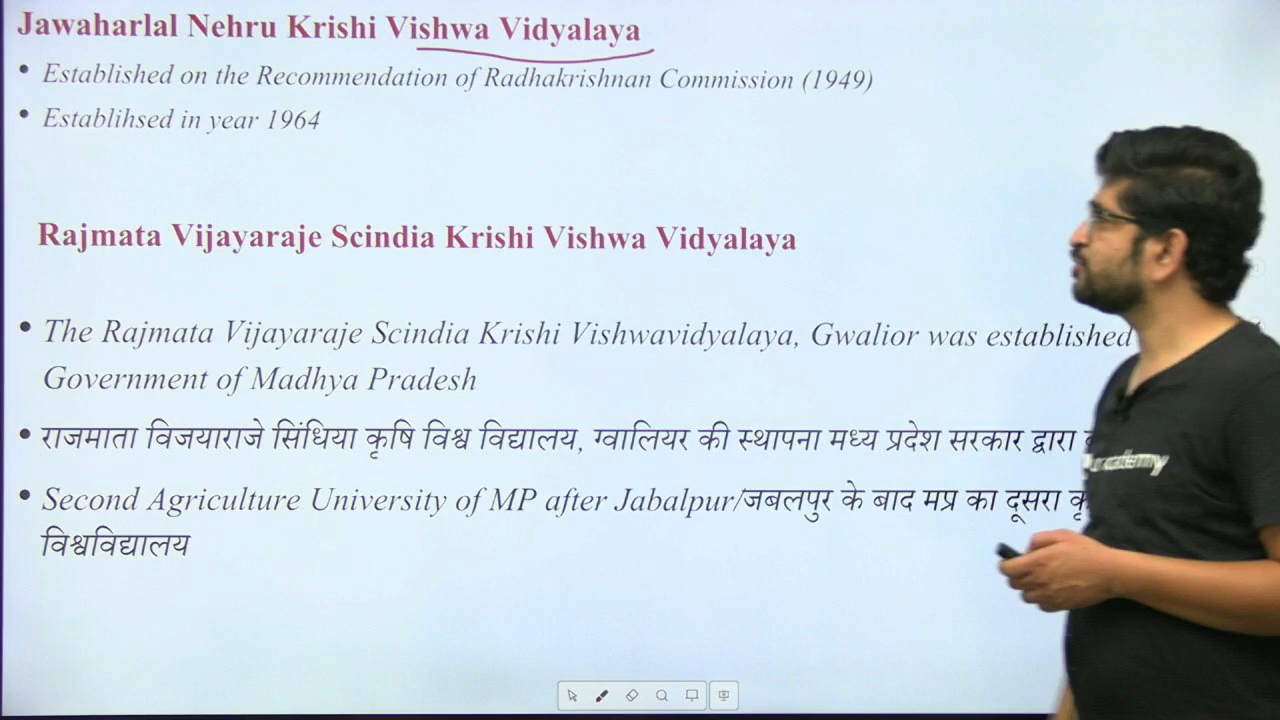 Jawaharlal Nehru Krishi Vishwa Vidyalaya
• Established on the Recommendation of Radhakrishnan Commission (1949)
• Establihsed in year 1964
Rajmata Vijayaraje Scindia Krishi Vishwa Vidyalaya
• The Rajmata Vijayaraje Scindia Krishi Vishwavidyalaya, Gwalior was established
Government of Madhya Pradesh
• राजमाता विजयाराजे सिंधिया कृषि विश्व विद्यालय, ग्वालियर की स्थापना मध्य प्रदेश सरकार द्वारा
• Second Agriculture University of MP after Jabalpur/जबलपुर के बाद मप्र का दूसरा
विश्वविद्यालय